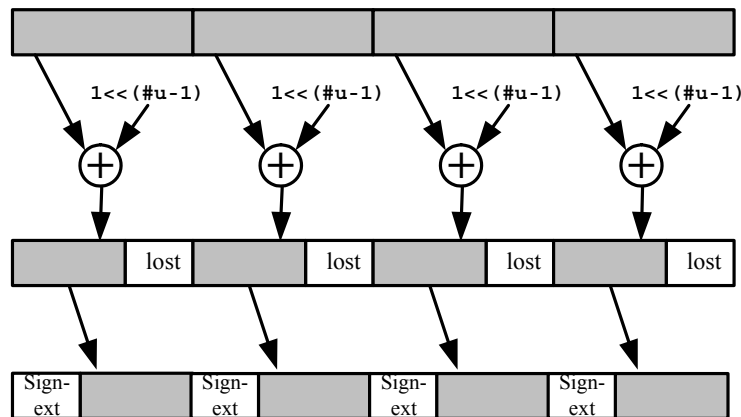 1<<(#u-1) 1<<(#u-1) 1<<(#u-1) 1<<(#u-1)
lost lost lost lost
Sign- Sign- Sign- Sign-
ext ext ext ext